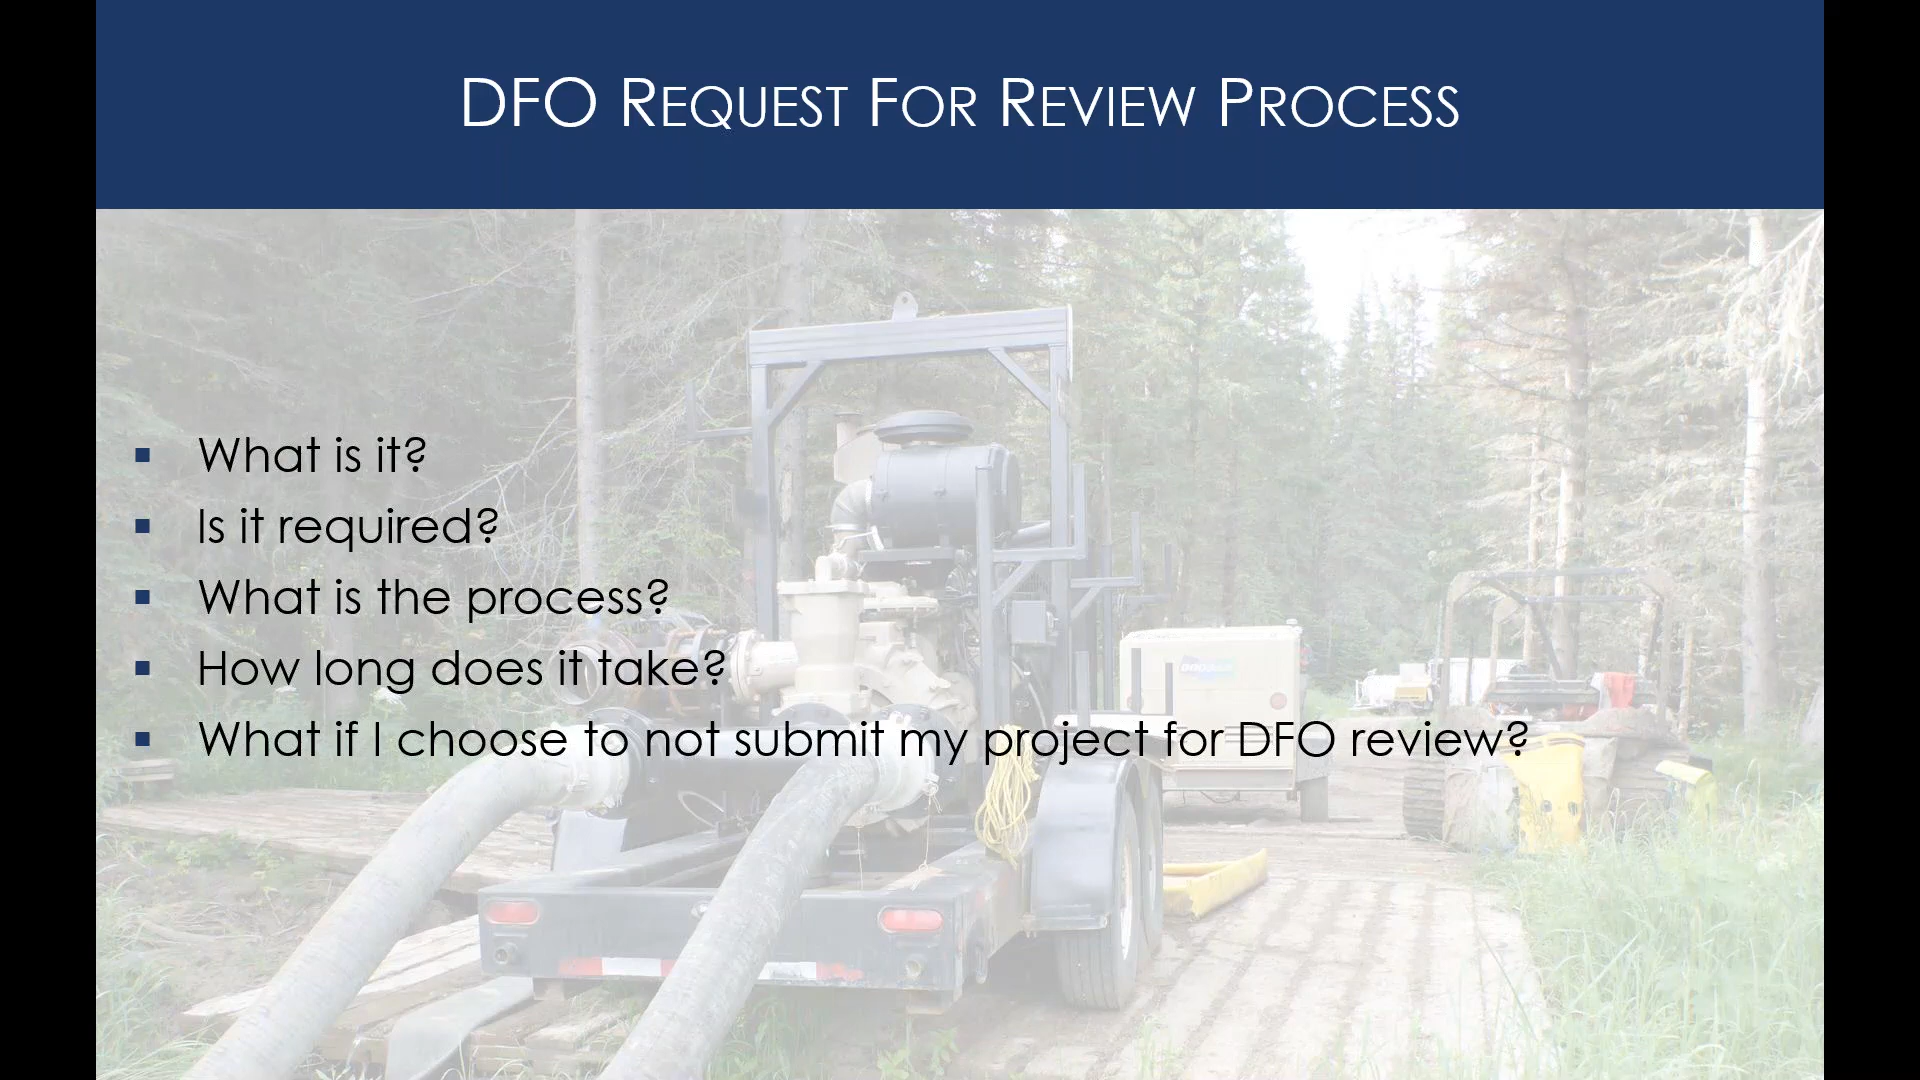 DFO REQUEST FOR REVIEW PROCESS
What is it?
Is it required?
What is the process?
How long does it take?
What if I choose to not submit my project for DFO review?